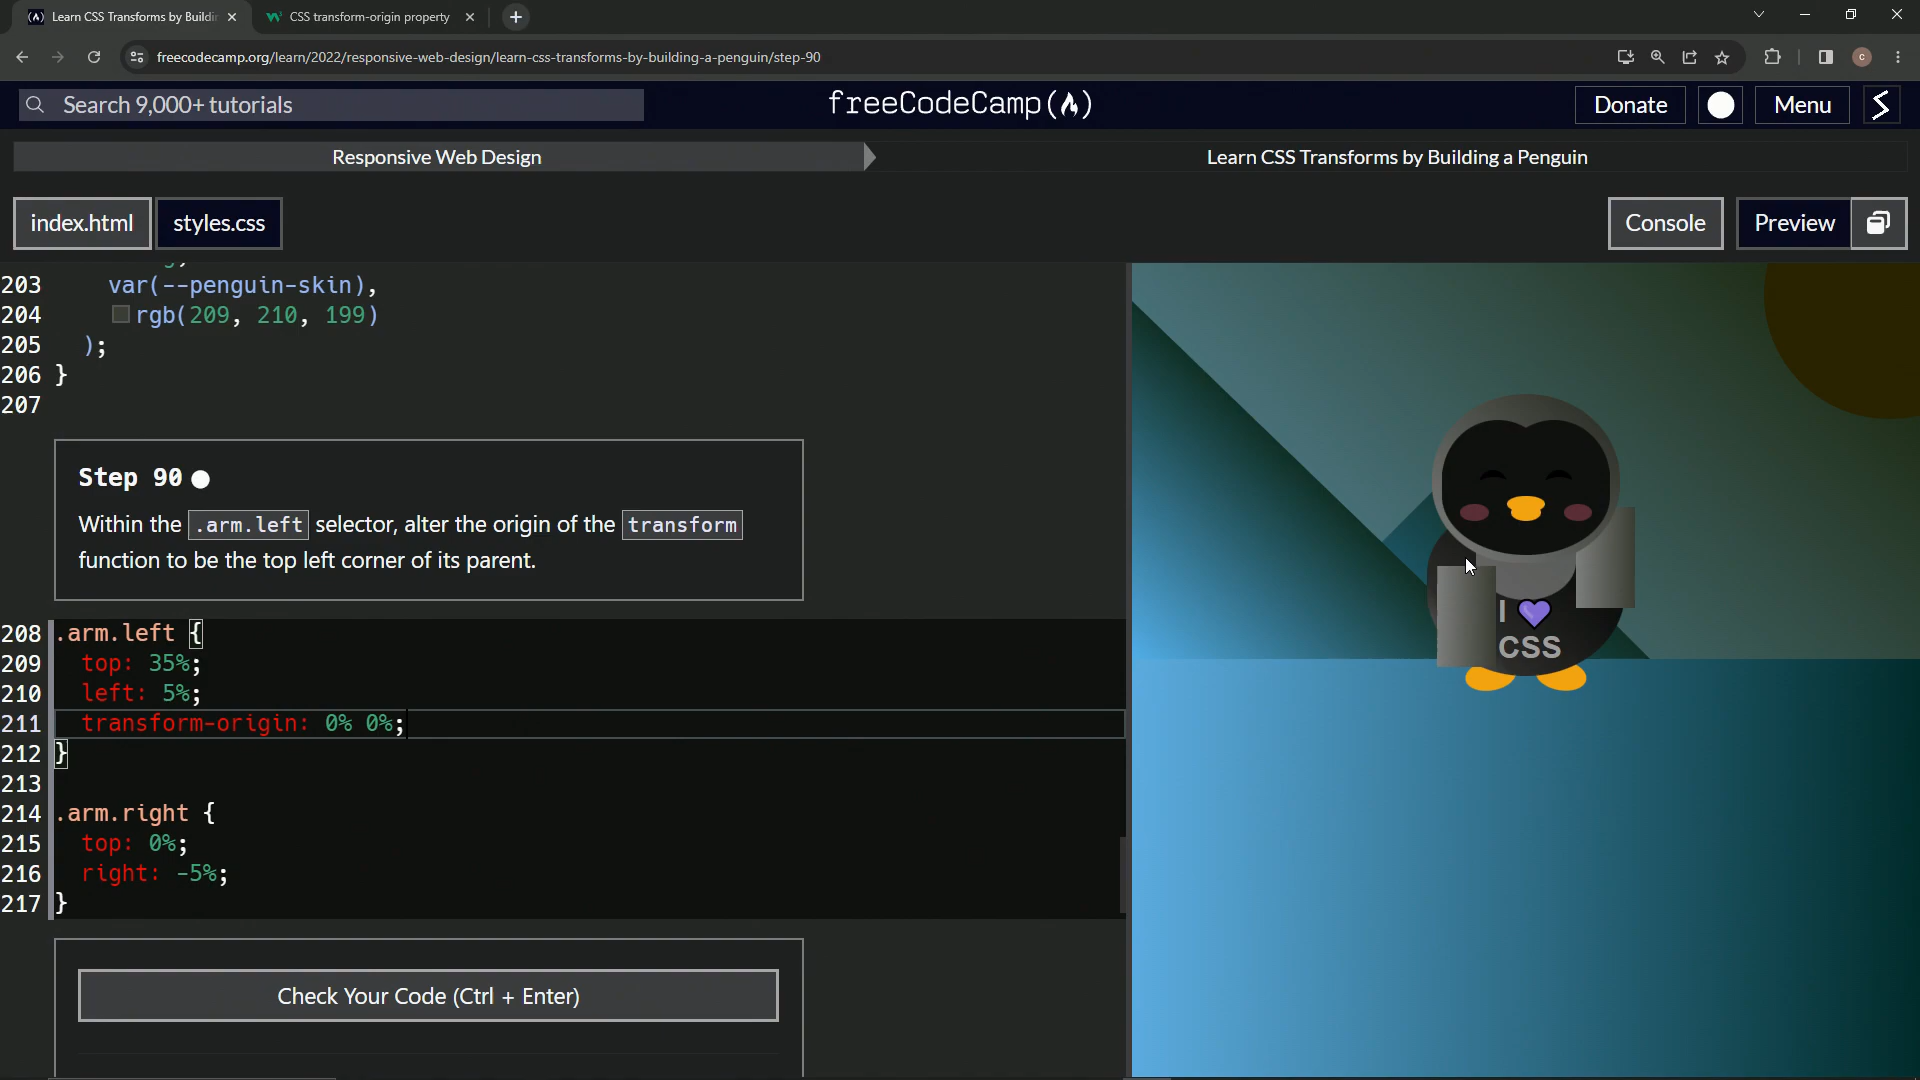 Learn CSS Transforms by Buildi
CSS transform-origin property
freecodecamp.org/learn/2022/responsive-web-design/learn-css-transforms-by-building-a-penguin/step-90
c
Search 9,000+ tutorials
freeCodeCamp
Donate
Menu
Responsive Web Design
Learn CSS Transforms by Building a Penguin
index.html
styles.css
Console
Preview
203 var(--penguin-skin),
204 rgb(209, 210, 199)
205 );
206 }
207
Step 90
Within the .arm.left selector, alter the origin of the transform
function to be the top left corner of its parent.
208 .arm.left {
209 top: 35%;
210 left: 5%;
211 transform-origin: 0% 0%;
212 }
213
214 .arm.right {
215 top: 0%;
216 right: -5%;
217 }
Check Your Code (Ctrl + Enter)
I 💜
CSS